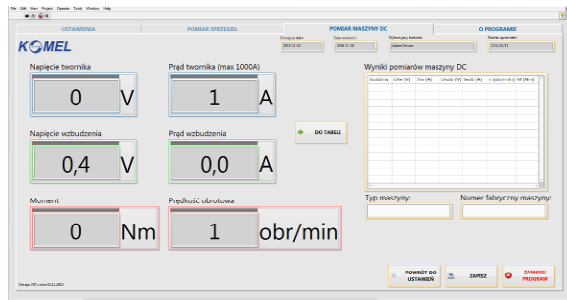 File Edit View Project Operate Tools Window Help
USTAWIENIA
POMIAR SPRZĘGIEŁ
POMIAR MASZYNY DC
O PROGRAMIE
KOMEL
Napięcie twornika
Prąd twornika (max 1000A)
Wyniki pomiarów maszyny DC
0 V
1 A
DO TABELI
Napięcie wzbudzenia
Prąd wzbudzenia
0,4 V
0,0 A
Typ maszyny:
Numer fabryczny maszyny:
Moment
Prędkość obrotowa
0 Nm
1 obr/min
POWRÓT DO
USTAWIEŃ
ZAPISZ
ZAMKNIJ
PROGRAM